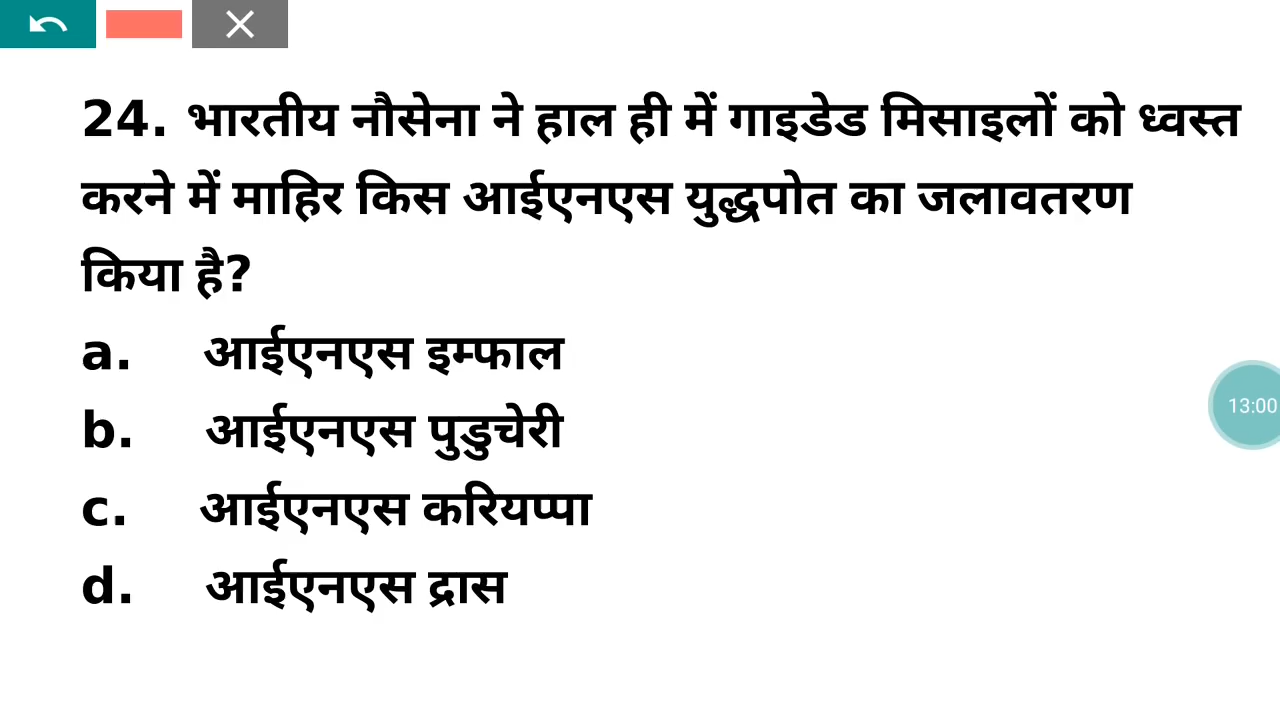 24. भारतीय नौसेना ने हाल ही में गाइडेड मिसाइलों को ध्वस्त
करने में माहिर किस आईएनएस युद्धपोत का जलावतरण
किया है?
a. आईएनएस इम्फाल
b. आईएनएस पुडुचेरी
c. आईएनएस करियप्पा
d. आईएनएस द्रास
13:00